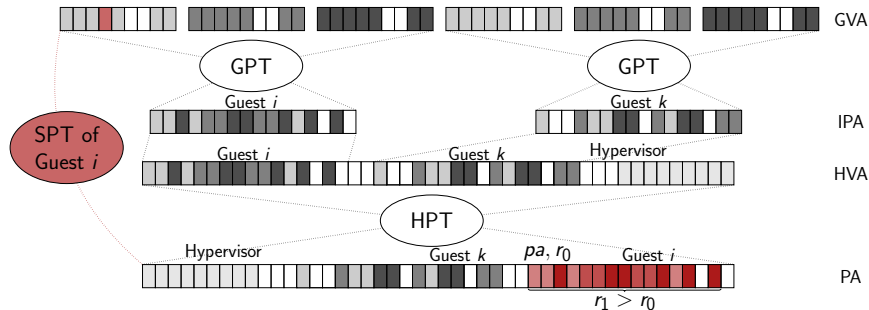 GVA
GPT
GPT
Guest i
Guest k
IPA
SPT of
Guest i
Guest i
Guest k
Hypervisor
HVA
HPT
Hypervisor
Guest k
pa, r₀
Guest i
PA
r₁ > r₀